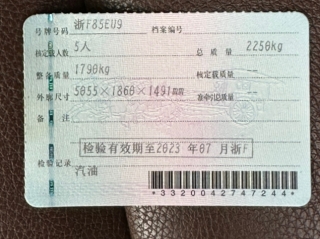 号牌号码 浙F85EU9 档案编号
核定载人数 5人 总质量 2250kg
整备质量 1790kg 核定载质量 --
外廓尺寸 5055×1860×1491mm 准牵引总质量 --
备注
检验有效期至2023年07月浙F
检验记录
汽油
*3320042747244*